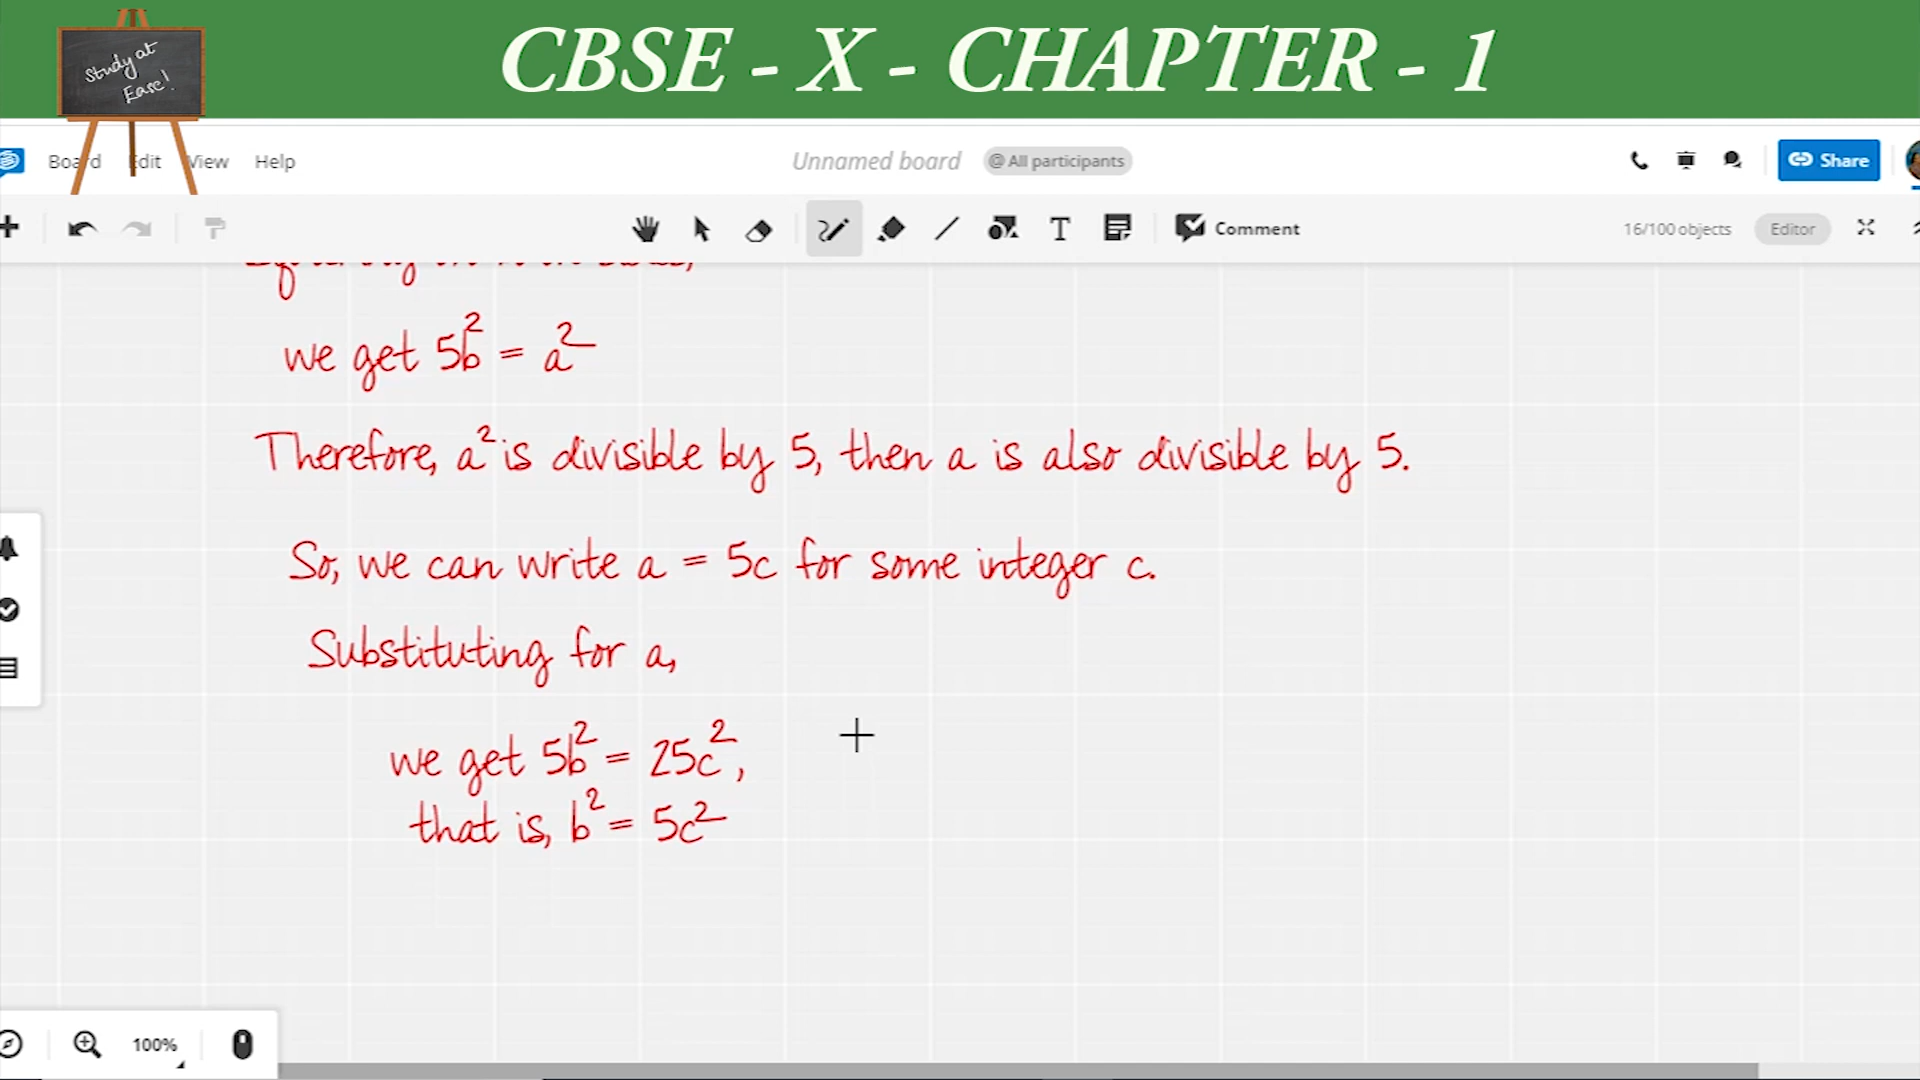 CBSE - X - CHAPTER - 1
Study at
Ease!
Board Edit View Help
Unnamed board
@ All participants
Share
Comment
16/100 objects
Editor
we get 5b² = a²
Therefore, a² is divisible by 5, then a is also divisible by 5.
So, we can write a = 5c for some integer c.
Substituting for a,
we get 5b² = 25c²,
that is, b² = 5c²
100%